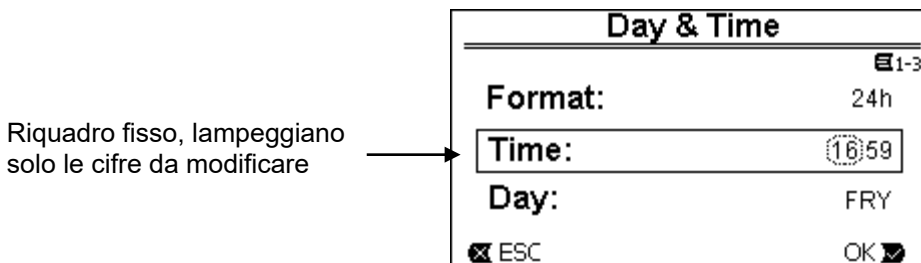 Day & Time
1-3
Format: 24h
Riquadro fisso, lampeggiano
solo le cifre da modificare
Time: 16:59
Day: FRY
ESC OK